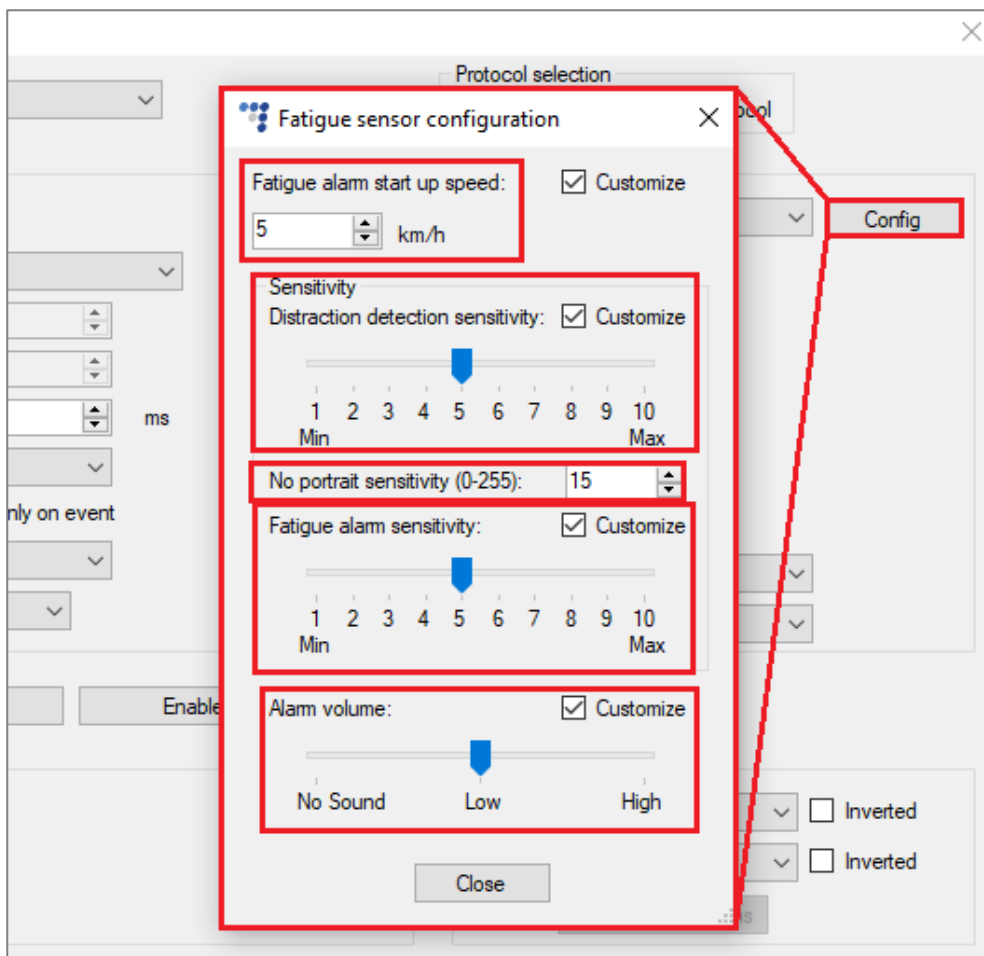 Protocol selection
Fatigue sensor configuration
Fatigue alarm start up speed:
Customize
5
km/h
Config
Sensitivity
Distraction detection sensitivity:
Customize
1 2 3 4 5 6 7 8 9 10
Min Max
ms
No portrait sensitivity (0-255):
15
nly on event
Fatigue alarm sensitivity:
Customize
1 2 3 4 5 6 7 8 9 10
Min Max
Enable
Alarm volume:
Customize
No Sound Low High
Inverted
Inverted
Close